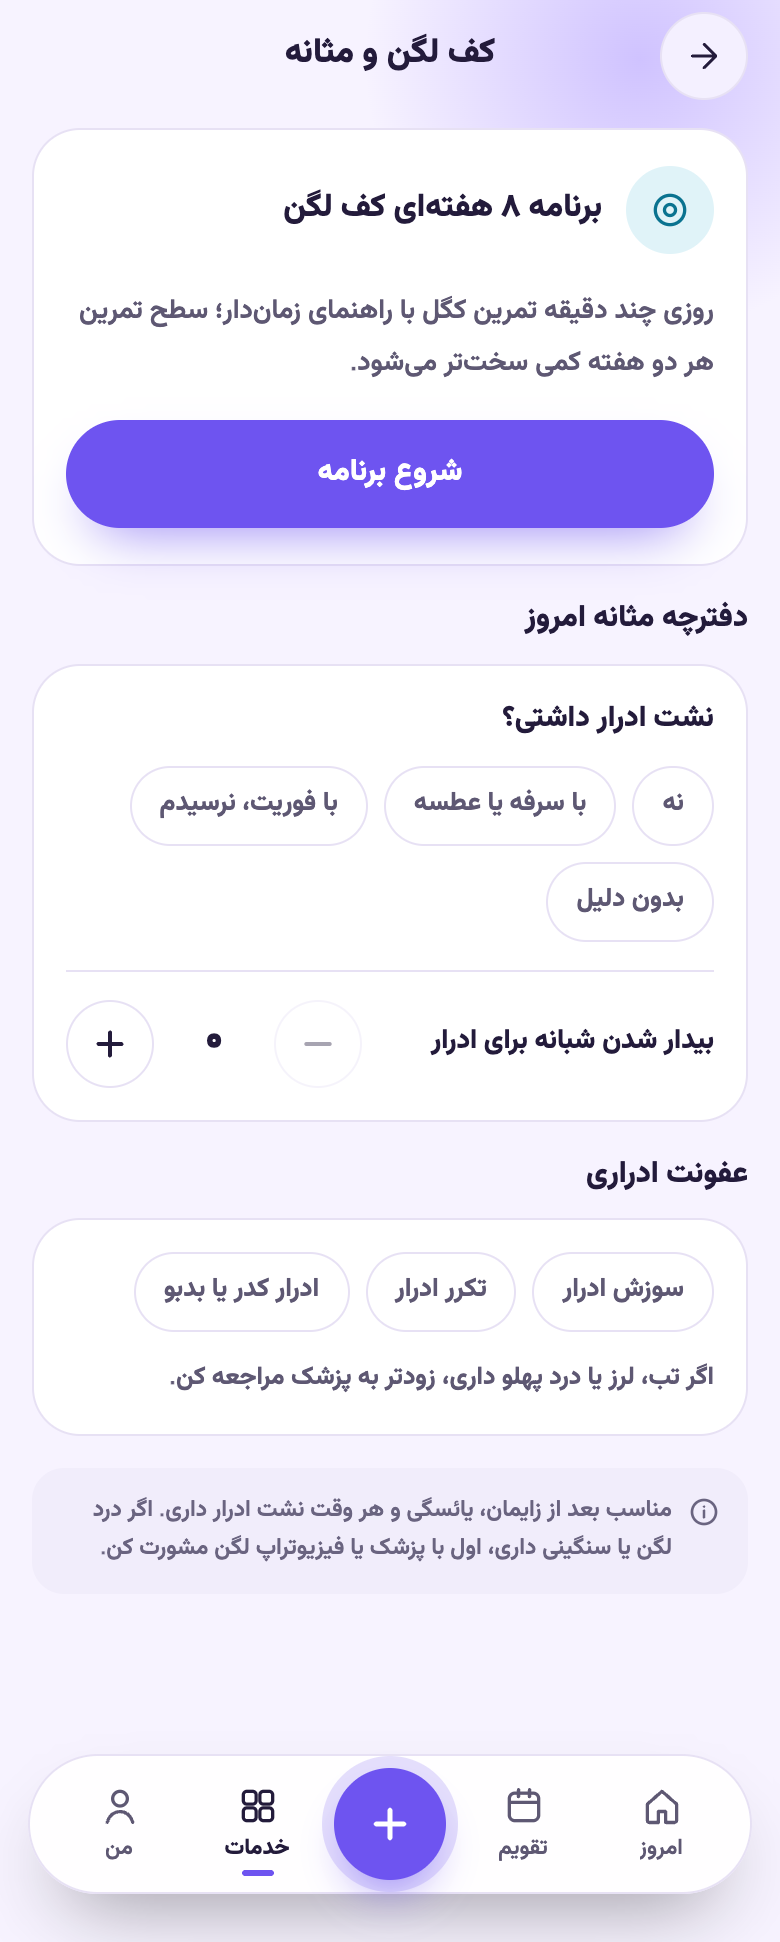 کف لگن و مثانه
برنامه ۸ هفته‌ای کف لگن
روزی چند دقیقه تمرین کگل با راهنمای زمان‌دار؛ سطح تمرین
هر دو هفته کمی سخت‌تر می‌شود.
شروع برنامه
دفترچه مثانه امروز
نشت ادرار داشتی؟
نه
با سرفه یا عطسه
با فوریت، نرسیدم
بدون دلیل
بیدار شدن شبانه برای ادرار
۰
عفونت ادراری
سوزش ادرار
تکرر ادرار
ادرار کدر یا بدبو
اگر تب، لرز یا درد پهلو داری، زودتر به پزشک مراجعه کن.
مناسب بعد از زایمان، یائسگی و هر وقت نشت ادرار داری. اگر درد
لگن یا سنگینی داری، اول با پزشک یا فیزیوتراپ لگن مشورت کن.
امروز
تقویم
خدمات
من